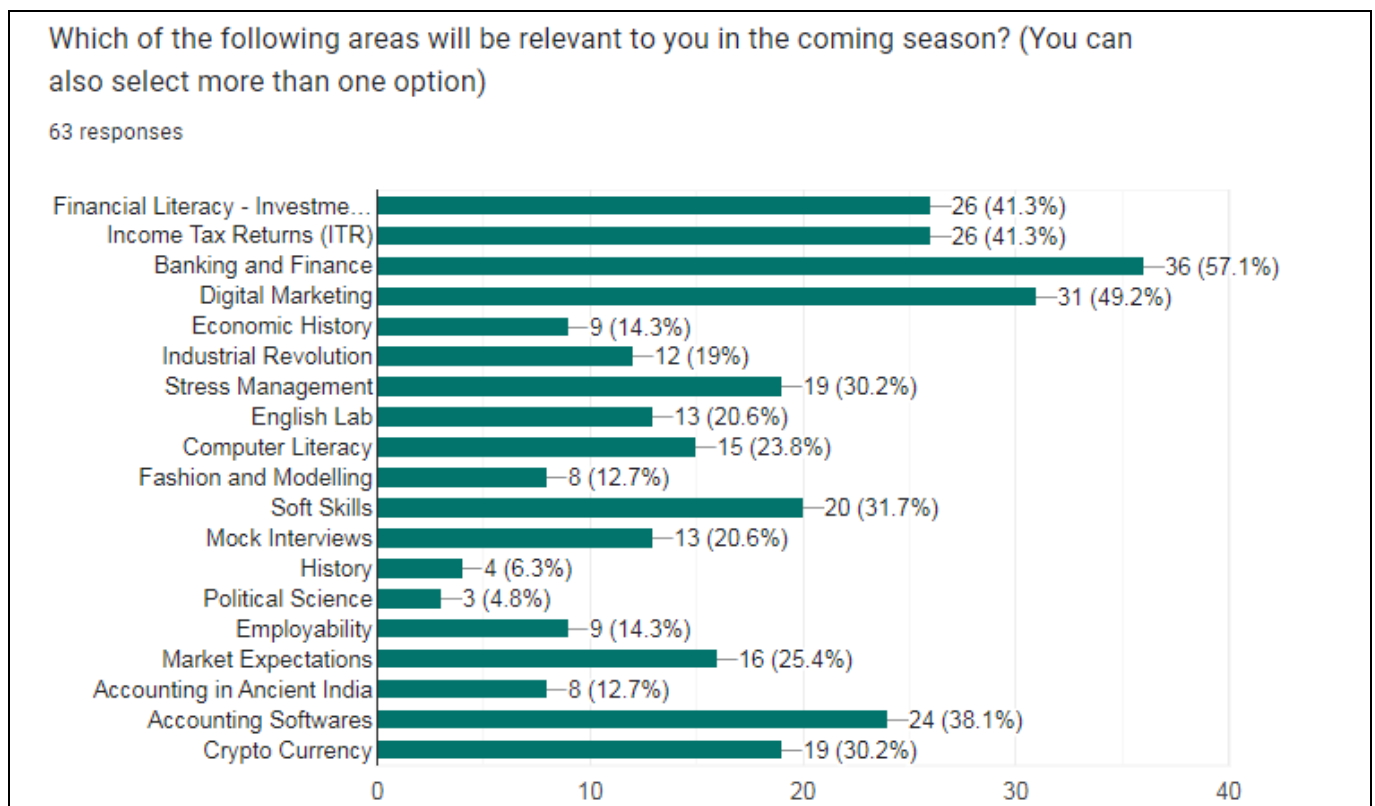 Which of the following areas will be relevant to you in the coming season? (You can
also select more than one option)
63 responses
Financial Literacy - Investme... 26 (41.3%)
Income Tax Returns (ITR) 26 (41.3%)
Banking and Finance 36 (57.1%)
Digital Marketing 31 (49.2%)
Economic History 9 (14.3%)
Industrial Revolution 12 (19%)
Stress Management 19 (30.2%)
English Lab 13 (20.6%)
Computer Literacy 15 (23.8%)
Fashion and Modelling 8 (12.7%)
Soft Skills 20 (31.7%)
Mock Interviews 13 (20.6%)
History 4 (6.3%)
Political Science 3 (4.8%)
Employability 9 (14.3%)
Market Expectations 16 (25.4%)
Accounting in Ancient India 8 (12.7%)
Accounting Softwares 24 (38.1%)
Crypto Currency 19 (30.2%)
0 10 20 30 40